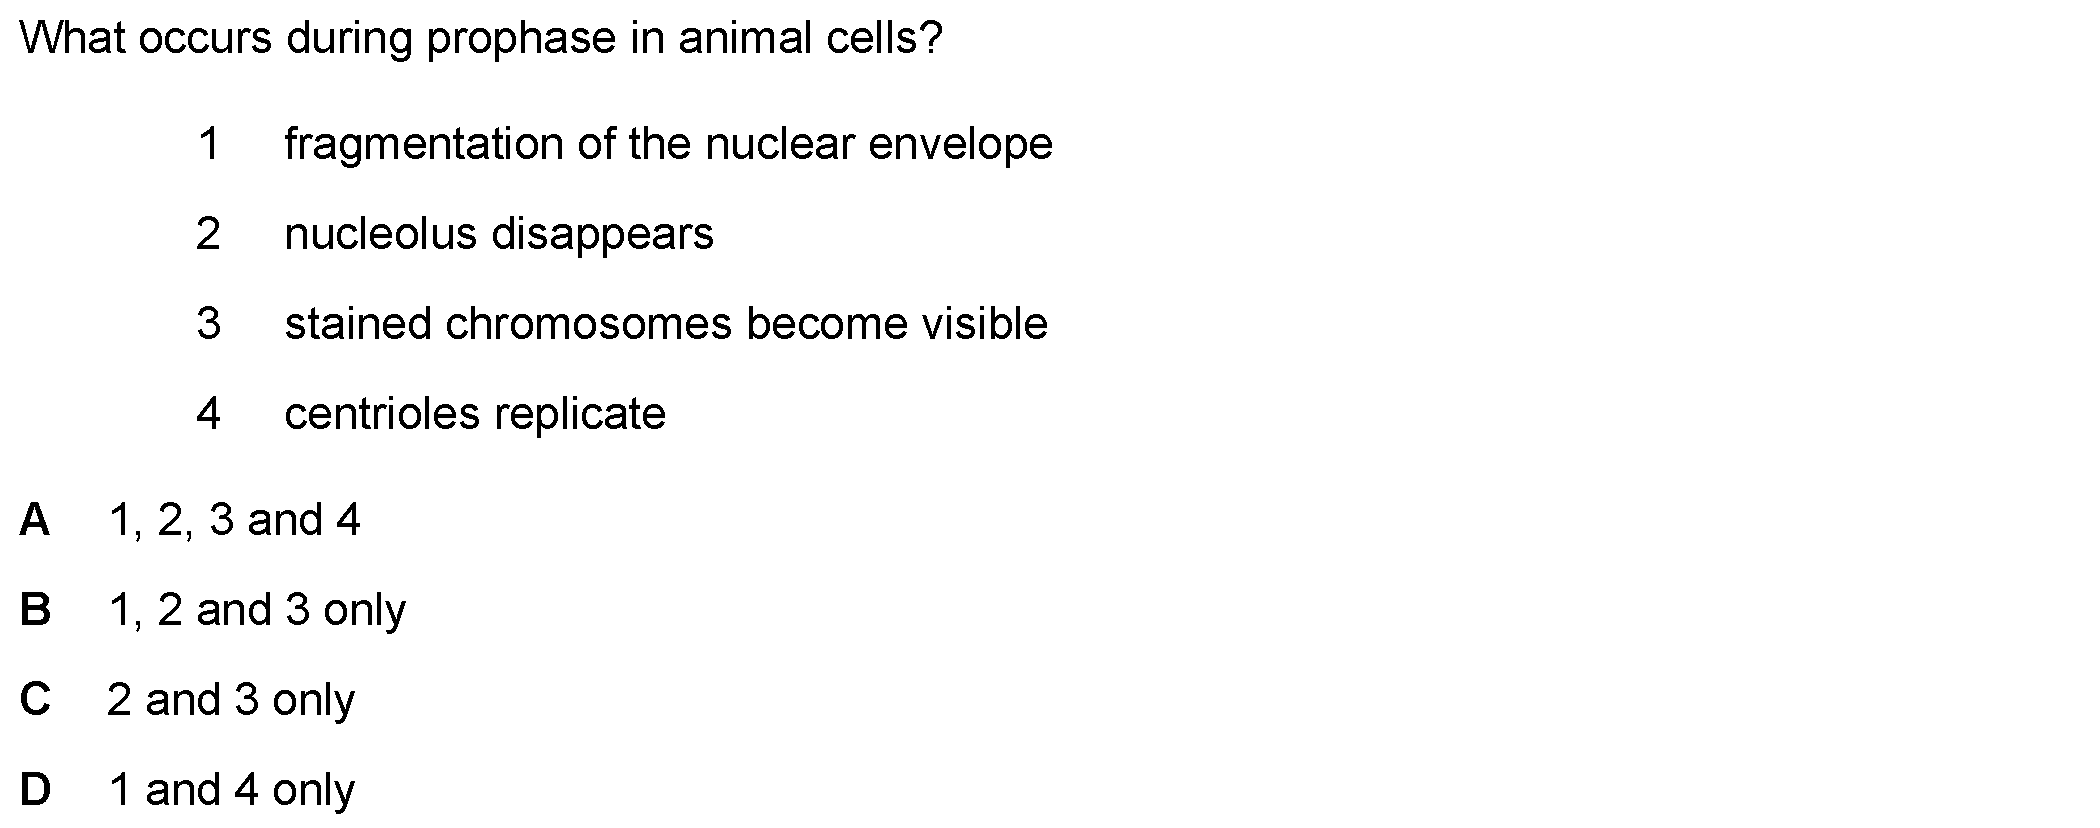 What occurs during prophase in animal cells?
1 fragmentation of the nuclear envelope
2 nucleolus disappears
3 stained chromosomes become visible
4 centrioles replicate
A 1, 2, 3 and 4
B 1, 2 and 3 only
C 2 and 3 only
D 1 and 4 only